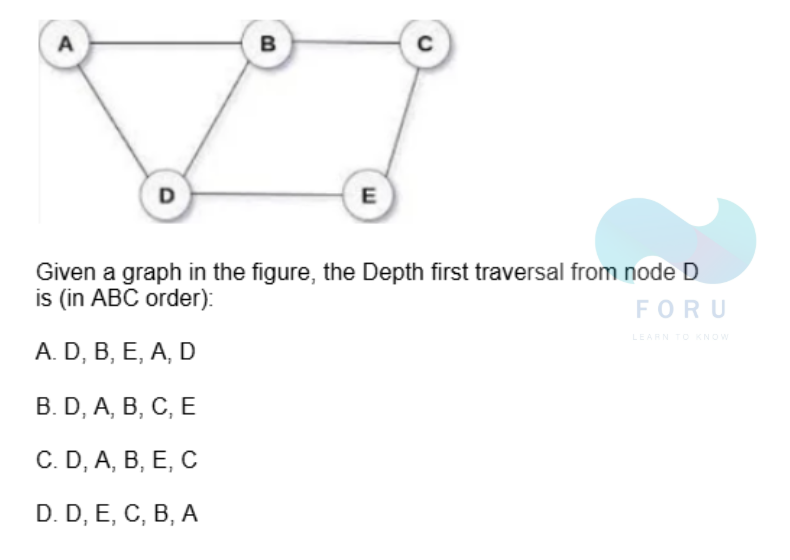 A
B
C
D
E
Given a graph in the figure, the Depth first traversal from node D
is (in ABC order):
FORU
LEARN TO KNOW
A. D, B, E, A, D
B. D, A, B, C, E
C. D, A, B, E, C
D. D, E, C, B, A